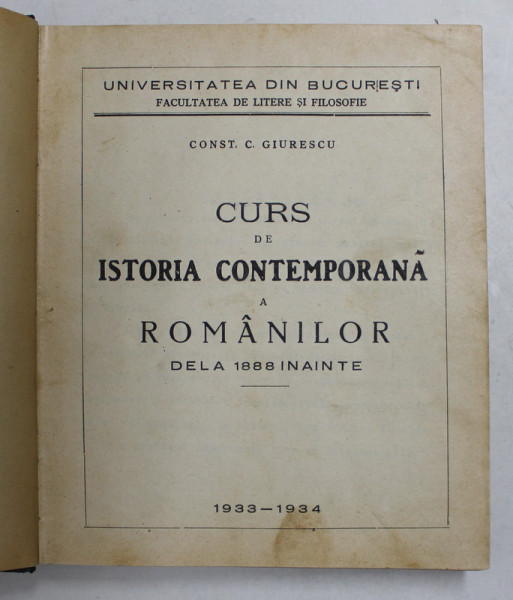 UNIVERSITATEA DIN BUCUREȘTI
FACULTATEA DE LITERE ȘI FILOSOFIE
CONST. C. GIURESCU
CURS
DE
ISTORIA CONTEMPORANĂ
A
ROMÂNILOR
DELA 1888 INAINTE
1933—1934